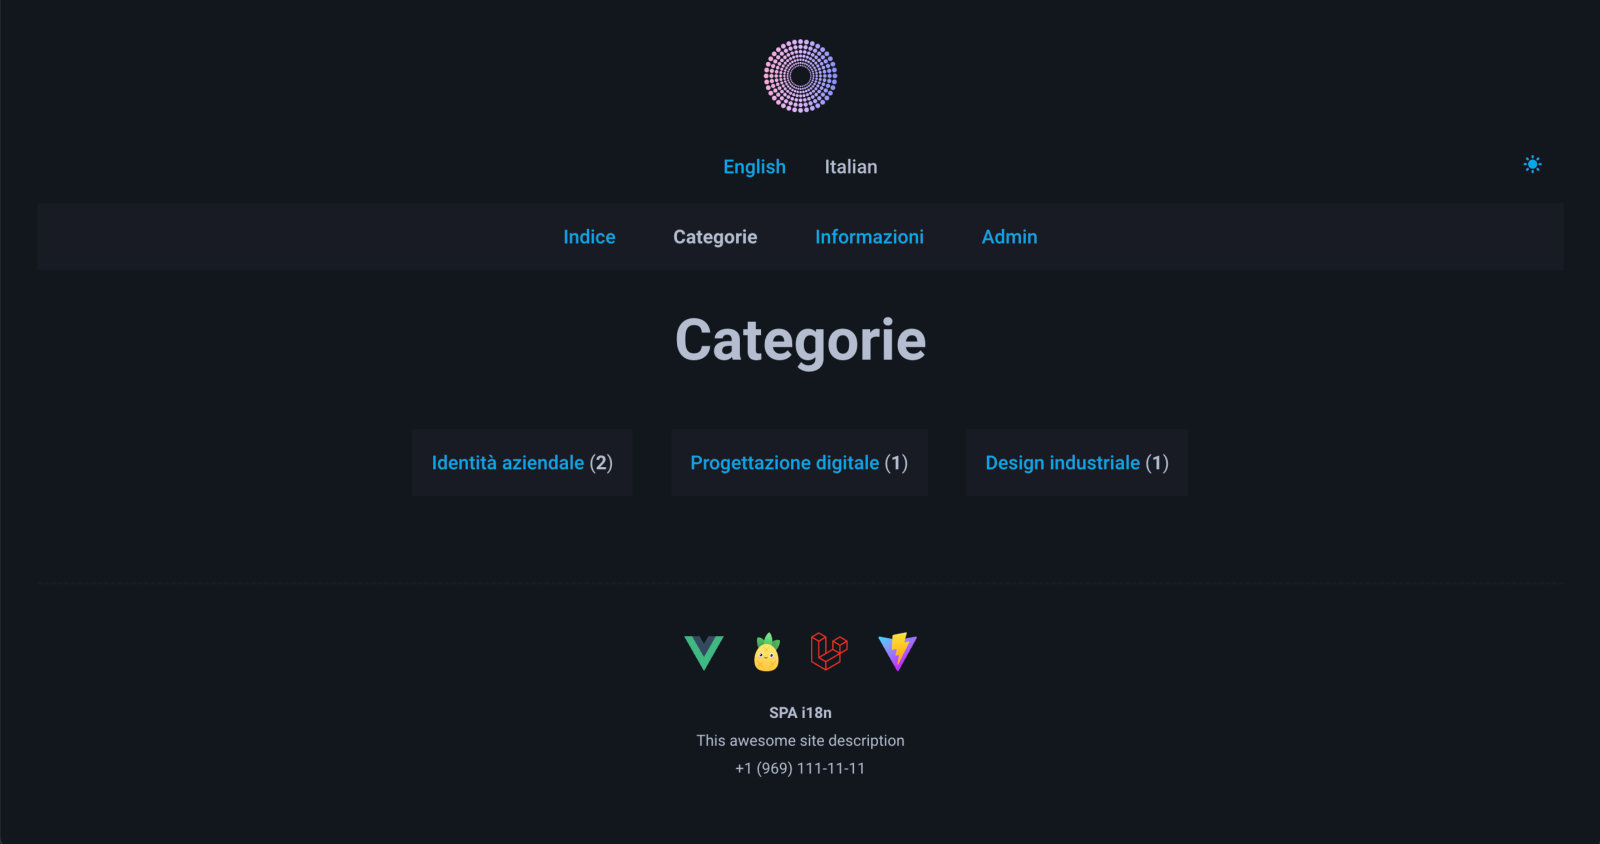 English Italian
Indice Categorie Informazioni Admin
Categorie
Identità aziendale (2) Progettazione digitale (1) Design industriale (1)
SPA i18n
This awesome site description
+1 (969) 111-11-11